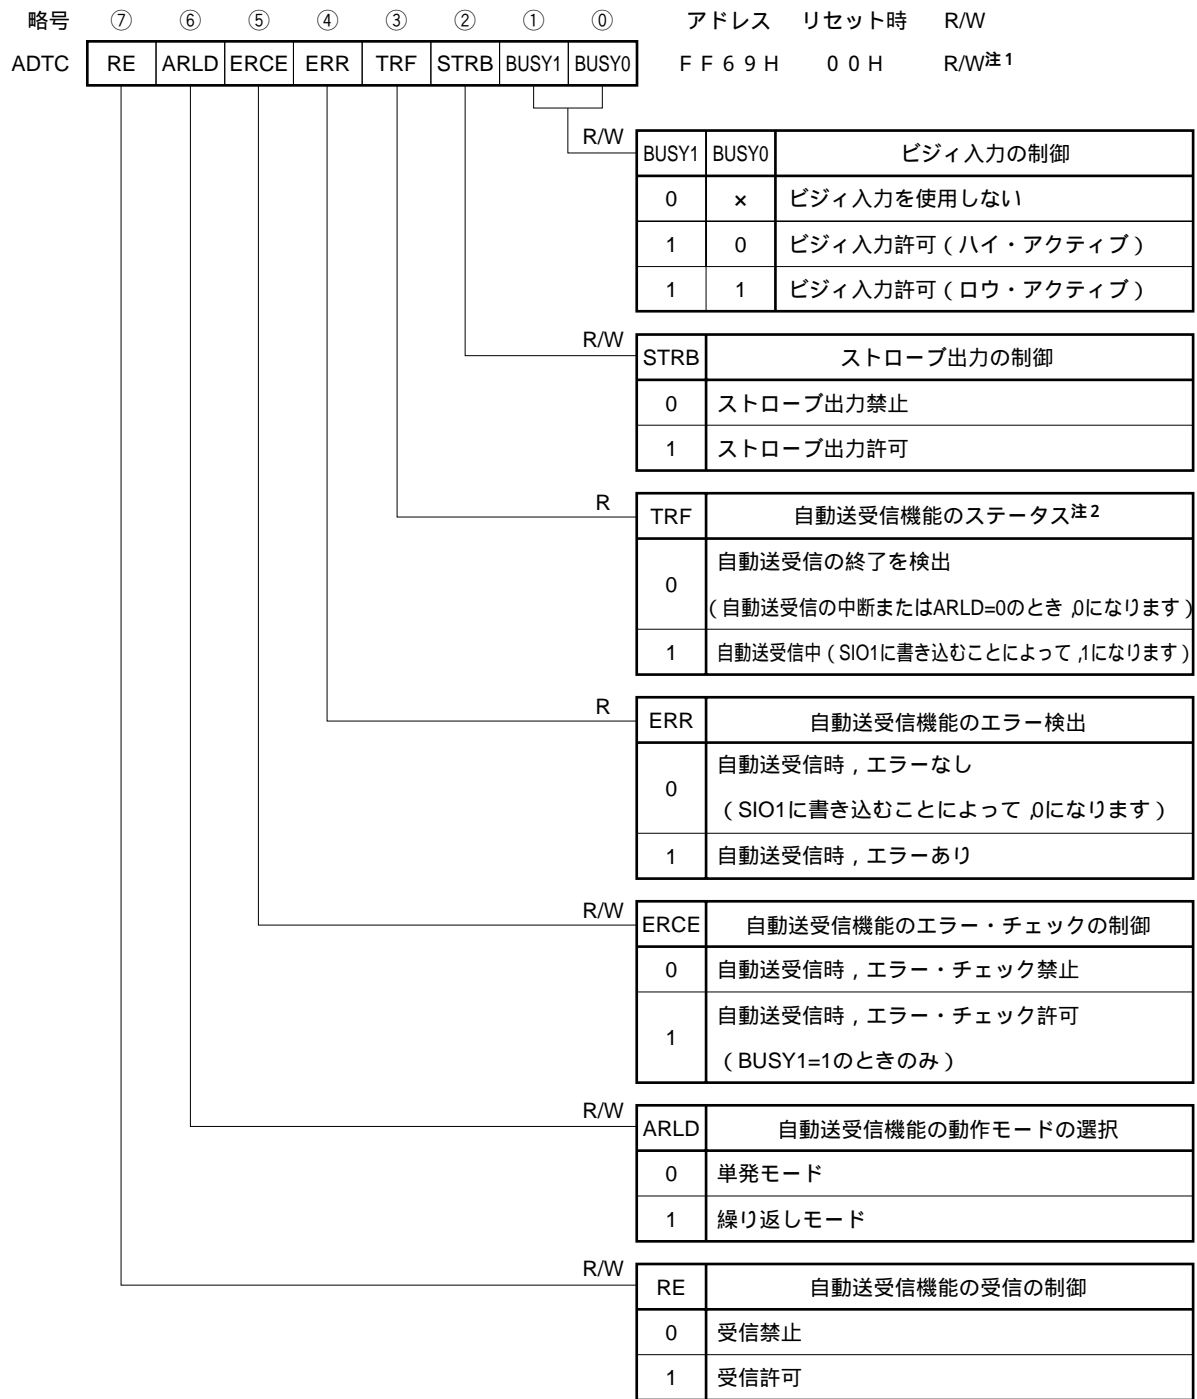 略号 ⑦ ⑥ ⑤ ④ ③ ② ① ⓪ アドレス リセット時 R/W
ADTC RE ARLD ERCE ERR TRF STRB BUSY1 BUSY0 FF69H 00H R/W注1
R/W
BUSY1 BUSY0 ビジィ入力の制御
0 × ビジィ入力を使用しない
1 0 ビジィ入力許可（ハイ・アクティブ）
1 1 ビジィ入力許可（ロウ・アクティブ）
R/W
STRB ストローブ出力の制御
0 ストローブ出力禁止
1 ストローブ出力許可
R
TRF 自動送受信機能のステータス注2
0 自動送受信の終了を検出
（自動送受信の中断またはARLD=0のとき,0になります）
1 自動送受信中（SIO1に書き込むことによって,1になります）
R
ERR 自動送受信機能のエラー検出
0 自動送受信時，エラーなし
（SIO1に書き込むことによって,0になります）
1 自動送受信時，エラーあり
R/W
ERCE 自動送受信機能のエラー・チェックの制御
0 自動送受信時，エラー・チェック禁止
1 自動送受信時，エラー・チェック許可
（BUSY1=1のときのみ）
R/W
ARLD 自動送受信機能の動作モードの選択
0 単発モード
1 繰り返しモード
R/W
RE 自動送受信機能の受信の制御
0 受信禁止
1 受信許可